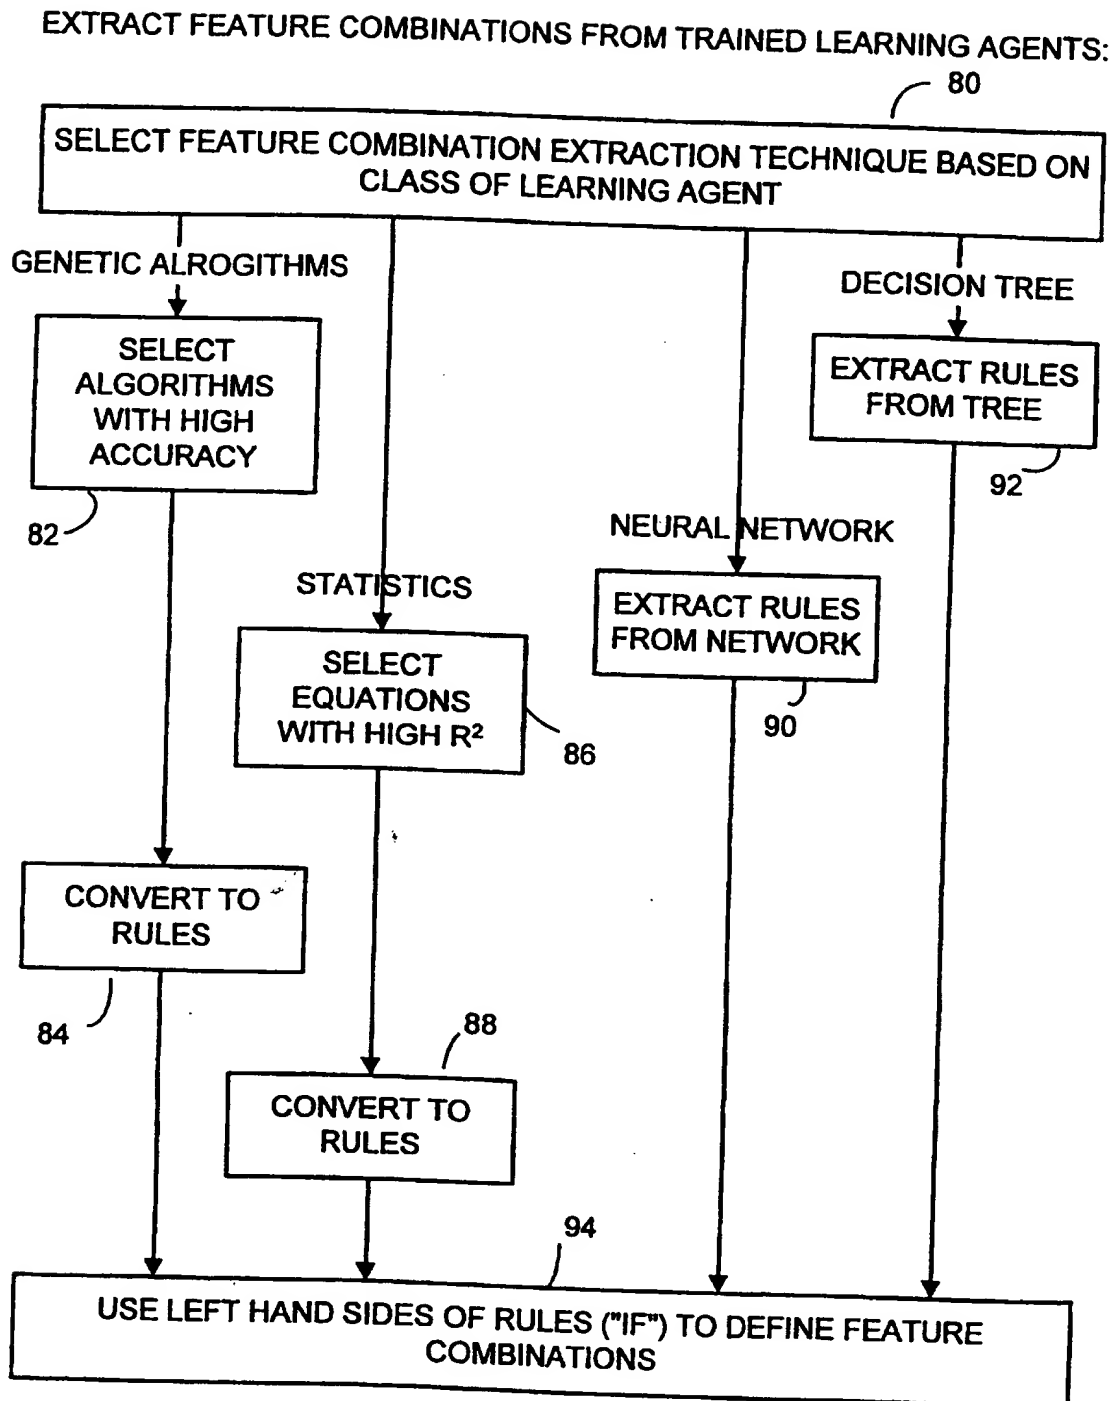 EXTRACT FEATURE COMBINATIONS FROM TRAINED LEARNING AGENTS:
80
SELECT FEATURE COMBINATION EXTRACTION TECHNIQUE BASED ON
CLASS OF LEARNING AGENT
GENETIC ALROGITHMS
DECISION TREE
SELECT
ALGORITHMS
WITH HIGH
ACCURACY
82
EXTRACT RULES
FROM TREE
92
NEURAL NETWORK
STATISTICS
EXTRACT RULES
FROM NETWORK
90
SELECT
EQUATIONS
WITH HIGH R²
86
CONVERT TO
RULES
84
88
CONVERT TO
RULES
94
USE LEFT HAND SIDES OF RULES ("IF") TO DEFINE FEATURE
COMBINATIONS